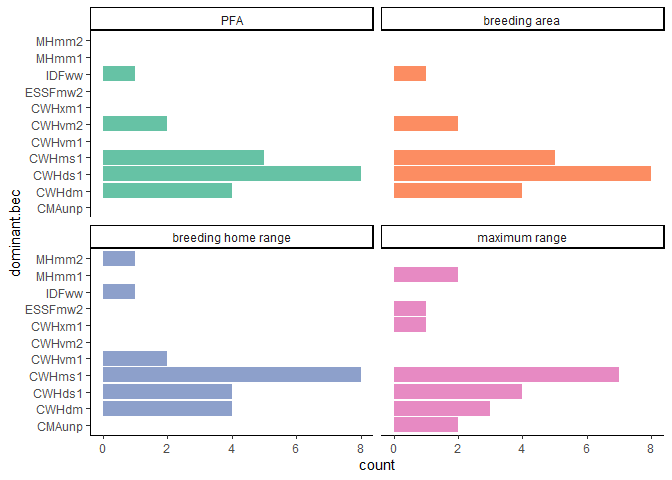 PFA
breeding area
MHmm2
MHmm1
IDFww
ESSFmw2
CWHxm1
CWHvm2
CWHvm1
CWHms1
CWHds1
CWHdm
CMAunp
dominant.bec
breeding home range
maximum range
MHmm2
MHmm1
IDFww
ESSFmw2
CWHxm1
CWHvm2
CWHvm1
CWHms1
CWHds1
CWHdm
CMAunp
0 2 4 6 8 0 2 4 6 8
count